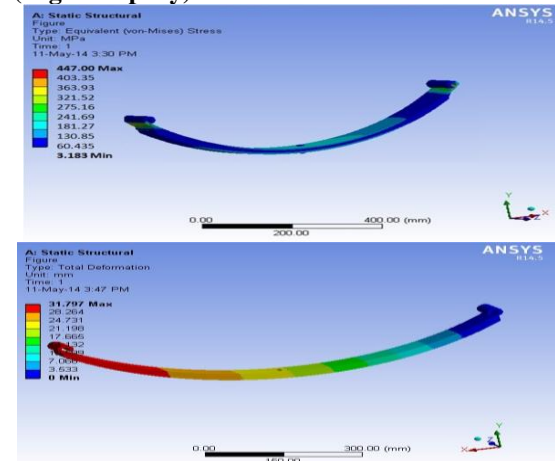 A: Static Structural
Figure
Type: Equivalent (von-Mises) Stress
Unit: MPa
Time: 1
11-May-14 3:30 PM
ANSYS
R14.5
447.00 Max
403.35
363.93
321.52
275.16
241.69
181.27
130.85
60.435
3.183 Min
0.00
400.00 (mm)
200.00
Y
X
Z
A: Static Structural
Figure
Type: Total Deformation
Unit: mm
Time: 1
11-May-14 3:47 PM
ANSYS
R14.5
31.797 Max
28.264
24.731
21.198
17.665
7.066
3.533
0 Min
0.00
300.00 (mm)
150.00
Y
Z
X